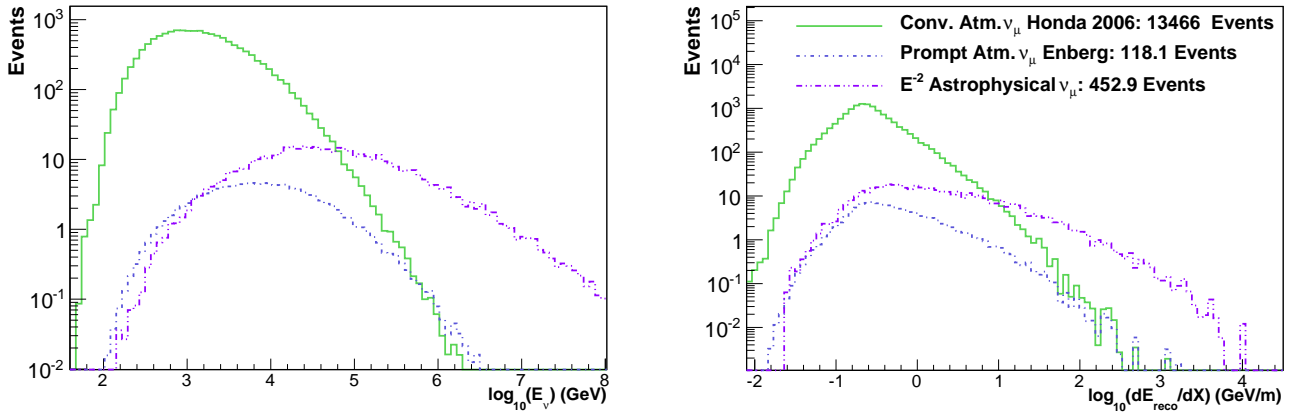 Events
10³
10²
10
1
10⁻¹
10⁻²
2 3 4 5 6 7 8
log₁₀(E_ν) (GeV)
Events
10⁵
10⁴
10³
10²
10
1
10⁻¹
10⁻²
Conv. Atm. ν_μ Honda 2006: 13466 Events
Prompt Atm. ν_μ Enberg: 118.1 Events
E⁻² Astrophysical ν_μ: 452.9 Events
-2 -1 0 1 2 3 4
log₁₀(dE_reco/dX) (GeV/m)